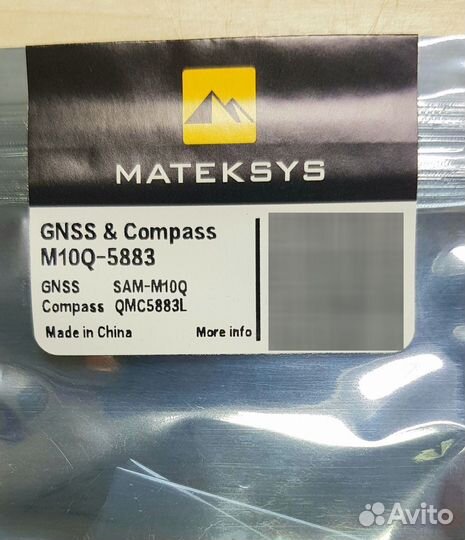 MATEKSYS
GNSS & Compass
M10Q-5883
GNSS SAM-M10Q
Compass QMC5883L
Made in China More info
Avito